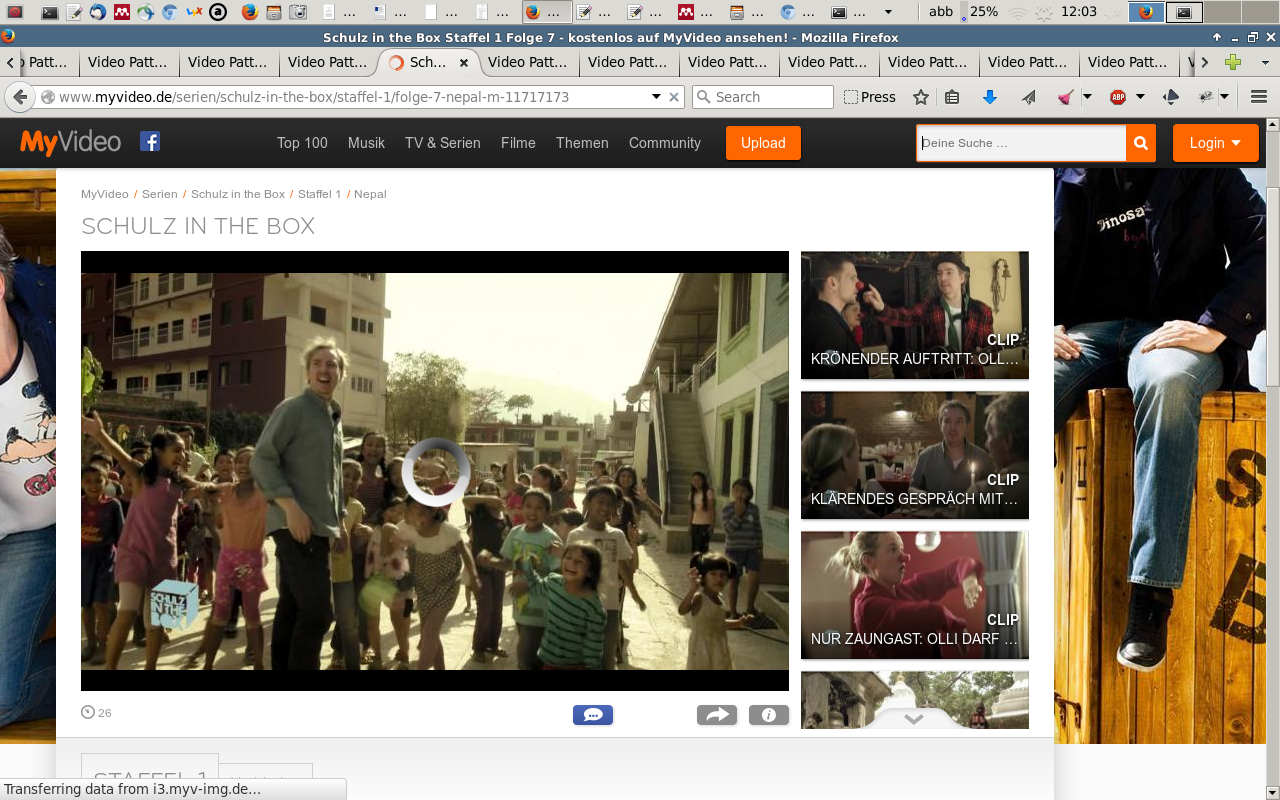 ... ... ... ... ... ... ... ... ... ... ... abb 25% 12:03
Schulz in the Box Staffel 1 Folge 7 - kostenlos auf MyVideo ansehen! - Mozilla Firefox
Patt... Video Patt... Video Patt... Video Patt... Sch... Video Patt... Video Patt... Video Patt... Video Patt... Video Patt... Video Patt... Video Patt...
www.myvideo.de/serien/schulz-in-the-box/staffel-1/folge-7-nepal-m-11717173 Search Press ABP
MyVideo f Top 100 Musik TV & Serien Filme Themen Community Upload Deine Suche ... Login
MyVideo / Serien / Schulz in the Box / Staffel 1 / Nepal
SCHULZ IN THE BOX
CLIP
KRÖNENDER AUFTRITT: OLL...
CLIP
KLÄRENDES GESPRÄCH MIT...
CLIP
NUR ZAUNGAST: OLLI DARF ...
SCHULZ
IN THE
BOX
26
STAFFEL 1
Transferring data from i3.myv-img.de...